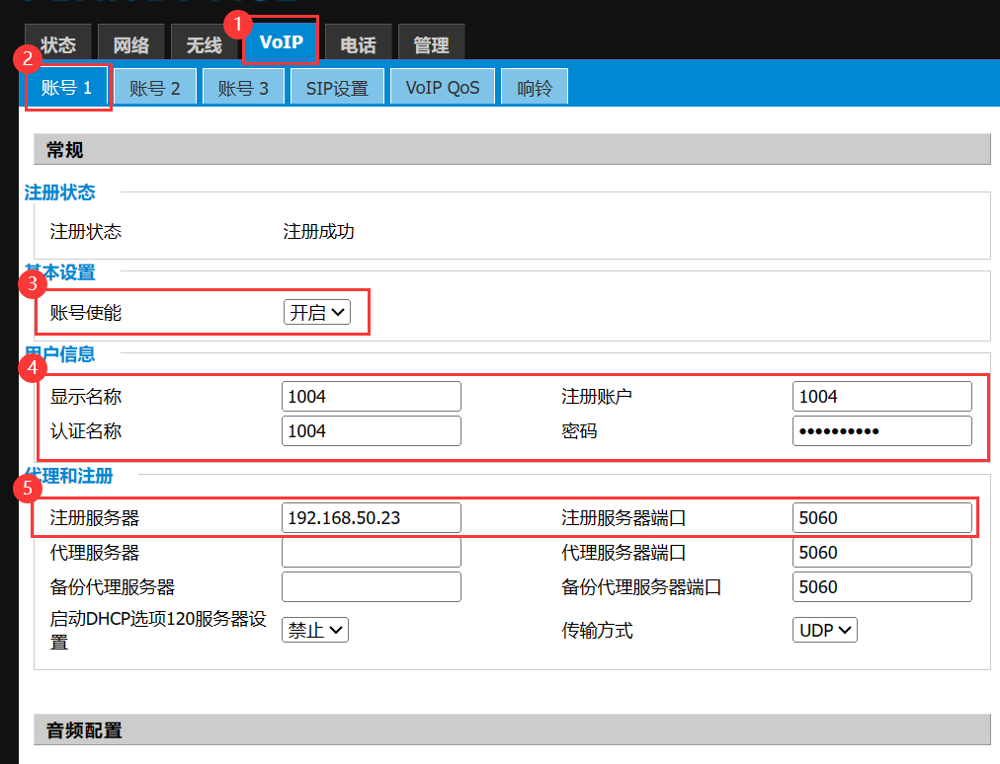 1
状态 网络 无线 VoIP 电话 管理
2
账号 1 账号 2 账号 3 SIP设置 VoIP QoS 响铃
常规
注册状态
注册状态 注册成功
基本设置
3
账号使能 开启
用户信息
4
显示名称 1004 注册账户 1004
认证名称 1004 密码 ••••••••••
代理和注册
5
注册服务器 192.168.50.23 注册服务器端口 5060
代理服务器 代理服务器端口 5060
备份代理服务器 备份代理服务器端口 5060
启动DHCP选项120服务器设
置 禁止 传输方式 UDP
音频配置